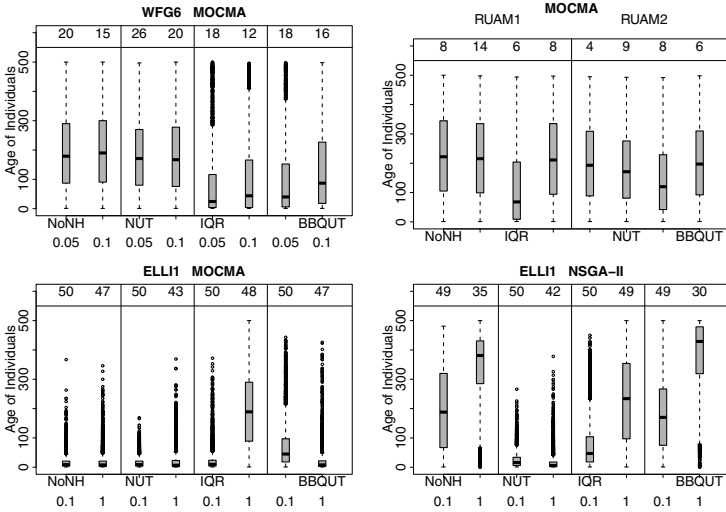 WFG6 MOCMA
20 15 26 20 18 12 18 16
Age of Individuals
0 100 300 500
NoNH NUT IQR BBQUT
0.05 0.1 0.05 0.1 0.05 0.1 0.05 0.1
MOCMA
RUAM1 RUAM2
8 14 6 8 4 9 8 6
Age of Individuals
0 100 300 500
NoNH IQR NUT BBQUT
ELLI1 MOCMA
50 47 50 43 50 48 50 47
Age of Individuals
0 100 300 500
NoNH NUT IQR BBQUT
0.1 1 0.1 1 0.1 1 0.1 1
ELLI1 NSGA-II
49 35 50 42 50 49 49 30
Age of Individuals
0 100 300 500
NoNH NUT IQR BBQUT
0.1 1 0.1 1 0.1 1 0.1 1